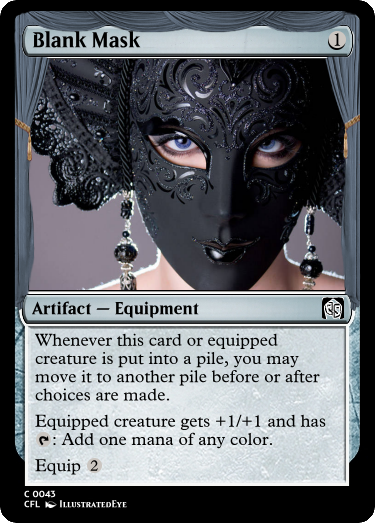 Blank Mask 1
Artifact — Equipment
Whenever this card or equipped
creature is put into a pile, you may
move it to another pile before or after
choices are made.
Equipped creature gets +1/+1 and has
: Add one mana of any color.
Equip 2
C 0043
CFL IllustratedEye